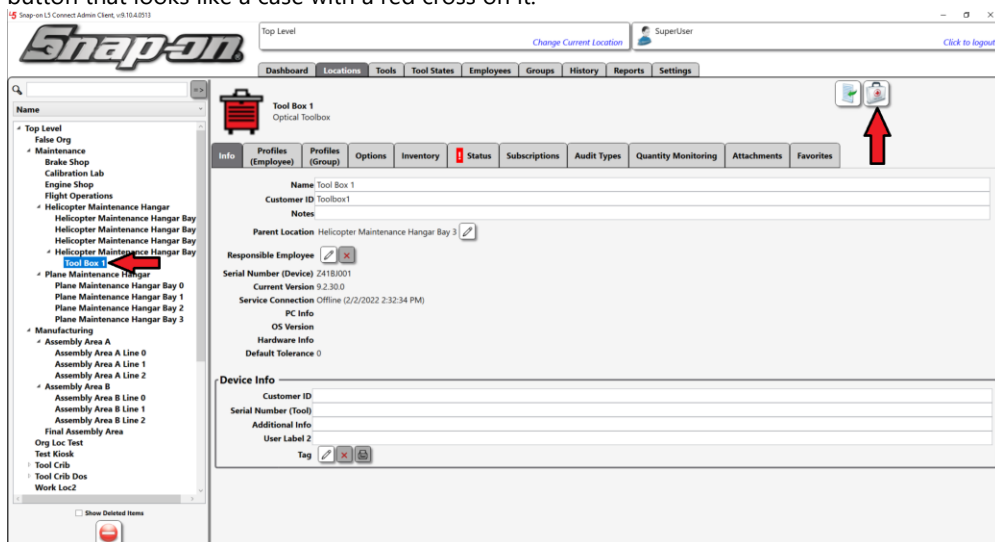 button that looks like a case with a red cross on it.
Snap-on L5 Connect Admin Client, v:9.10.4.0513
Snap-on
Top Level
Change Current Location
SuperUser
Click to logout
Dashboard Locations Tools Tool States Employees Groups History Reports Settings
Name
Top Level
False Org
Maintenance
Brake Shop
Calibration Lab
Engine Shop
Flight Operations
Helicopter Maintenance Hangar
Helicopter Maintenance Hangar Bay
Helicopter Maintenance Hangar Bay
Helicopter Maintenance Hangar Bay
Helicopter Maintenance Hangar Bay
Tool Box 1
Plane Maintenance Hangar
Plane Maintenance Hangar Bay 0
Plane Maintenance Hangar Bay 1
Plane Maintenance Hangar Bay 2
Plane Maintenance Hangar Bay 3
Manufacturing
Assembly Area A
Assembly Area A Line 0
Assembly Area A Line 1
Assembly Area A Line 2
Assembly Area B
Assembly Area B Line 0
Assembly Area B Line 1
Assembly Area B Line 2
Final Assembly Area
Org Loc Test
Test Kiosk
Tool Crib
Tool Crib Dos
Work Loc2
Show Deleted Items
Tool Box 1
Optical Toolbox
Info Profiles (Employee) Profiles (Group) Options Inventory Status Subscriptions Audit Types Quantity Monitoring Attachments Favorites
Name Tool Box 1
Customer ID Toolbox1
Notes
Parent Location Helicopter Maintenance Hangar Bay 3
Responsible Employee
Serial Number (Device) Z41BJ001
Current Version 9.2.30.0
Service Connection Offline (2/2/2022 2:32:34 PM)
PC Info
OS Version
Hardware Info
Default Tolerance 0
Device Info
Customer ID
Serial Number (Tool)
Additional Info
User Label 2
Tag